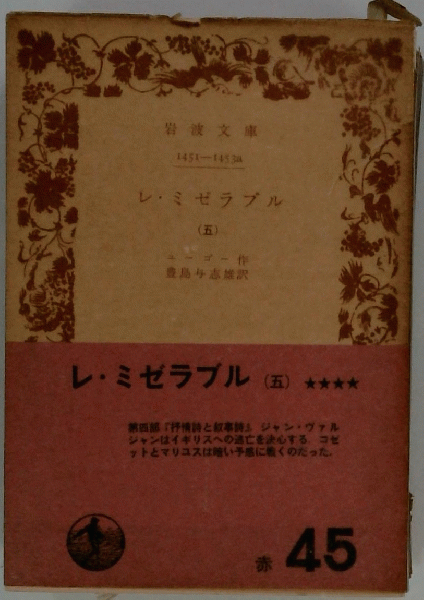 岩波文庫
1451—1453a
レ・ミゼラブル
(五)
ユーゴー作
豊島与志雄訳
レ・ミゼラブル (五) ★★★★
第四部『抒情詩と叙事詩』 ジャン・ヴァル
ジャンはイギリスへの逃亡を決心する. コゼ
ットとマリユスは暗い予感に戦くのだった.
赤 45